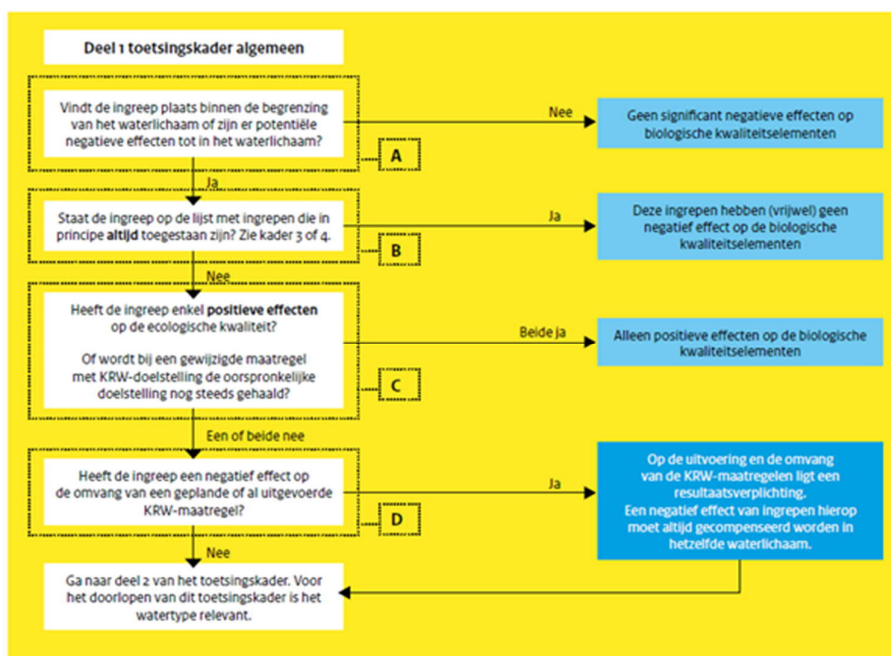 Deel 1 toetsingskader algemeen
Vindt de ingreep plaats binnen de begrenzing
van het waterlichaam of zijn er potentiële
negatieve effecten tot in het waterlichaam?
A
Nee
Geen significant negatieve effecten op
biologische kwaliteitselementen
Ja
Staat de ingreep op de lijst met ingrepen die in
principe altijd toegestaan zijn? Zie kader 3 of 4.
B
Ja
Deze ingrepen hebben (vrijwel) geen
negatief effect op de biologische
kwaliteitselementen
Nee
Heeft de ingreep enkel positieve effecten
op de ecologische kwaliteit?
Of wordt bij een gewijzigde maatregel
met KRW-doelstelling de oorspronkelijke
doelstelling nog steeds gehaald?
C
Beide ja
Alleen positieve effecten op de biologische
kwaliteitselementen
Een of beide nee
Heeft de ingreep een negatief effect op
de omvang van een geplande of al uitgevoerde
KRW-maatregel?
D
Ja
Op de uitvoering en de omvang
van de KRW-maatregelen ligt een
resultaatsverplichting.
Een negatief effect van ingrepen hierop
moet altijd gecompenseerd worden in
hetzelfde waterlichaam.
Nee
Ga naar deel 2 van het toetsingskader. Voor
het doorlopen van dit toetsingskader is het
watertype relevant.